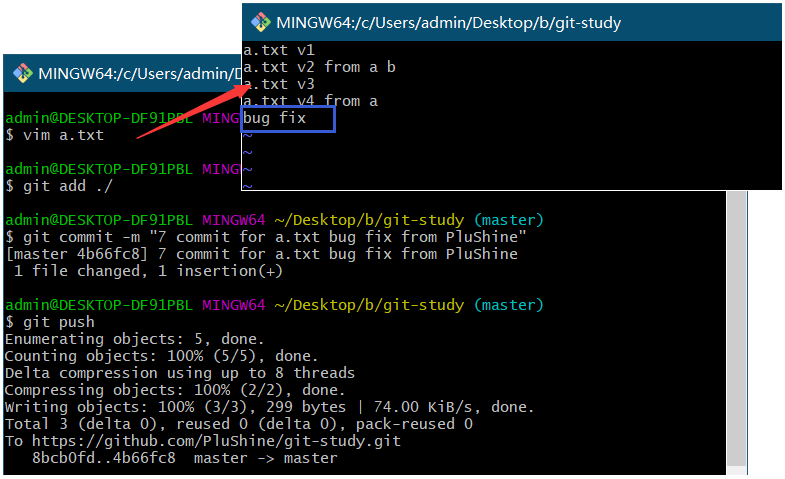 MINGW64:/c/Users/admin/Desktop/b/git-study
a.txt v1
a.txt v2 from a b
a.txt v3
a.txt v4 from a
bug fix
~
~
~
~
MINGW64:/c/Users/admin/D
admin@DESKTOP-DF91PBL MINGW
$ vim a.txt
admin@DESKTOP-DF91PBL MINGW
$ git add ./
admin@DESKTOP-DF91PBL MINGW64 ~/Desktop/b/git-study (master)
$ git commit -m "7 commit for a.txt bug fix from PluShine"
[master 4b66fc8] 7 commit for a.txt bug fix from PluShine
1 file changed, 1 insertion(+)
admin@DESKTOP-DF91PBL MINGW64 ~/Desktop/b/git-study (master)
$ git push
Enumerating objects: 5, done.
Counting objects: 100% (5/5), done.
Delta compression using up to 8 threads
Compressing objects: 100% (2/2), done.
Writing objects: 100% (3/3), 299 bytes | 74.00 KiB/s, done.
Total 3 (delta 0), reused 0 (delta 0), pack-reused 0
To https://github.com/PluShine/git-study.git
8bcb0fd..4b66fc8  master -> master